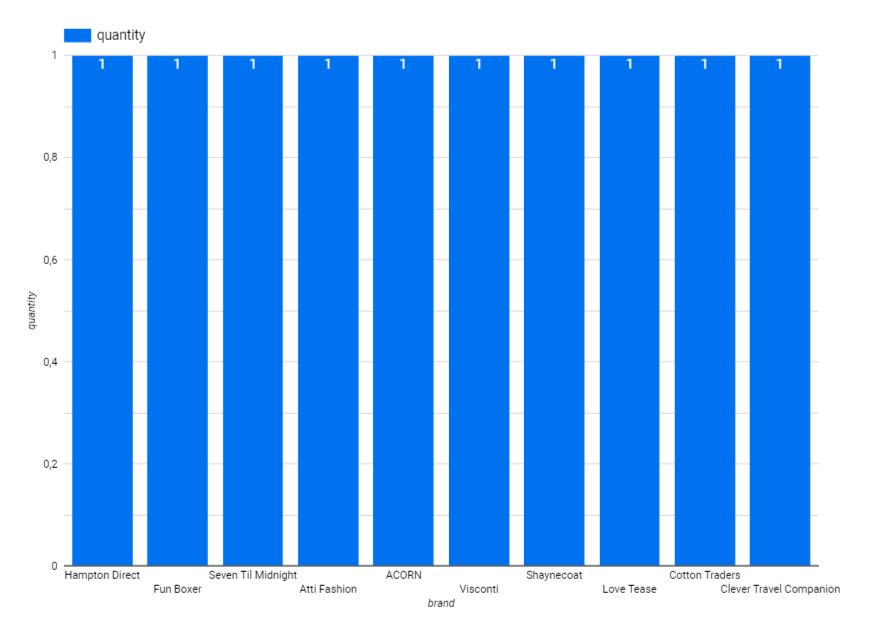 quantity
1
1 1 1 1 1 1 1 1 1 1
0,8
0,6
quantity
0,4
0,2
0
Hampton Direct Seven Til Midnight ACORN Shaynecoat Cotton Traders
Fun Boxer Atti Fashion Visconti Love Tease Clever Travel Companion
brand